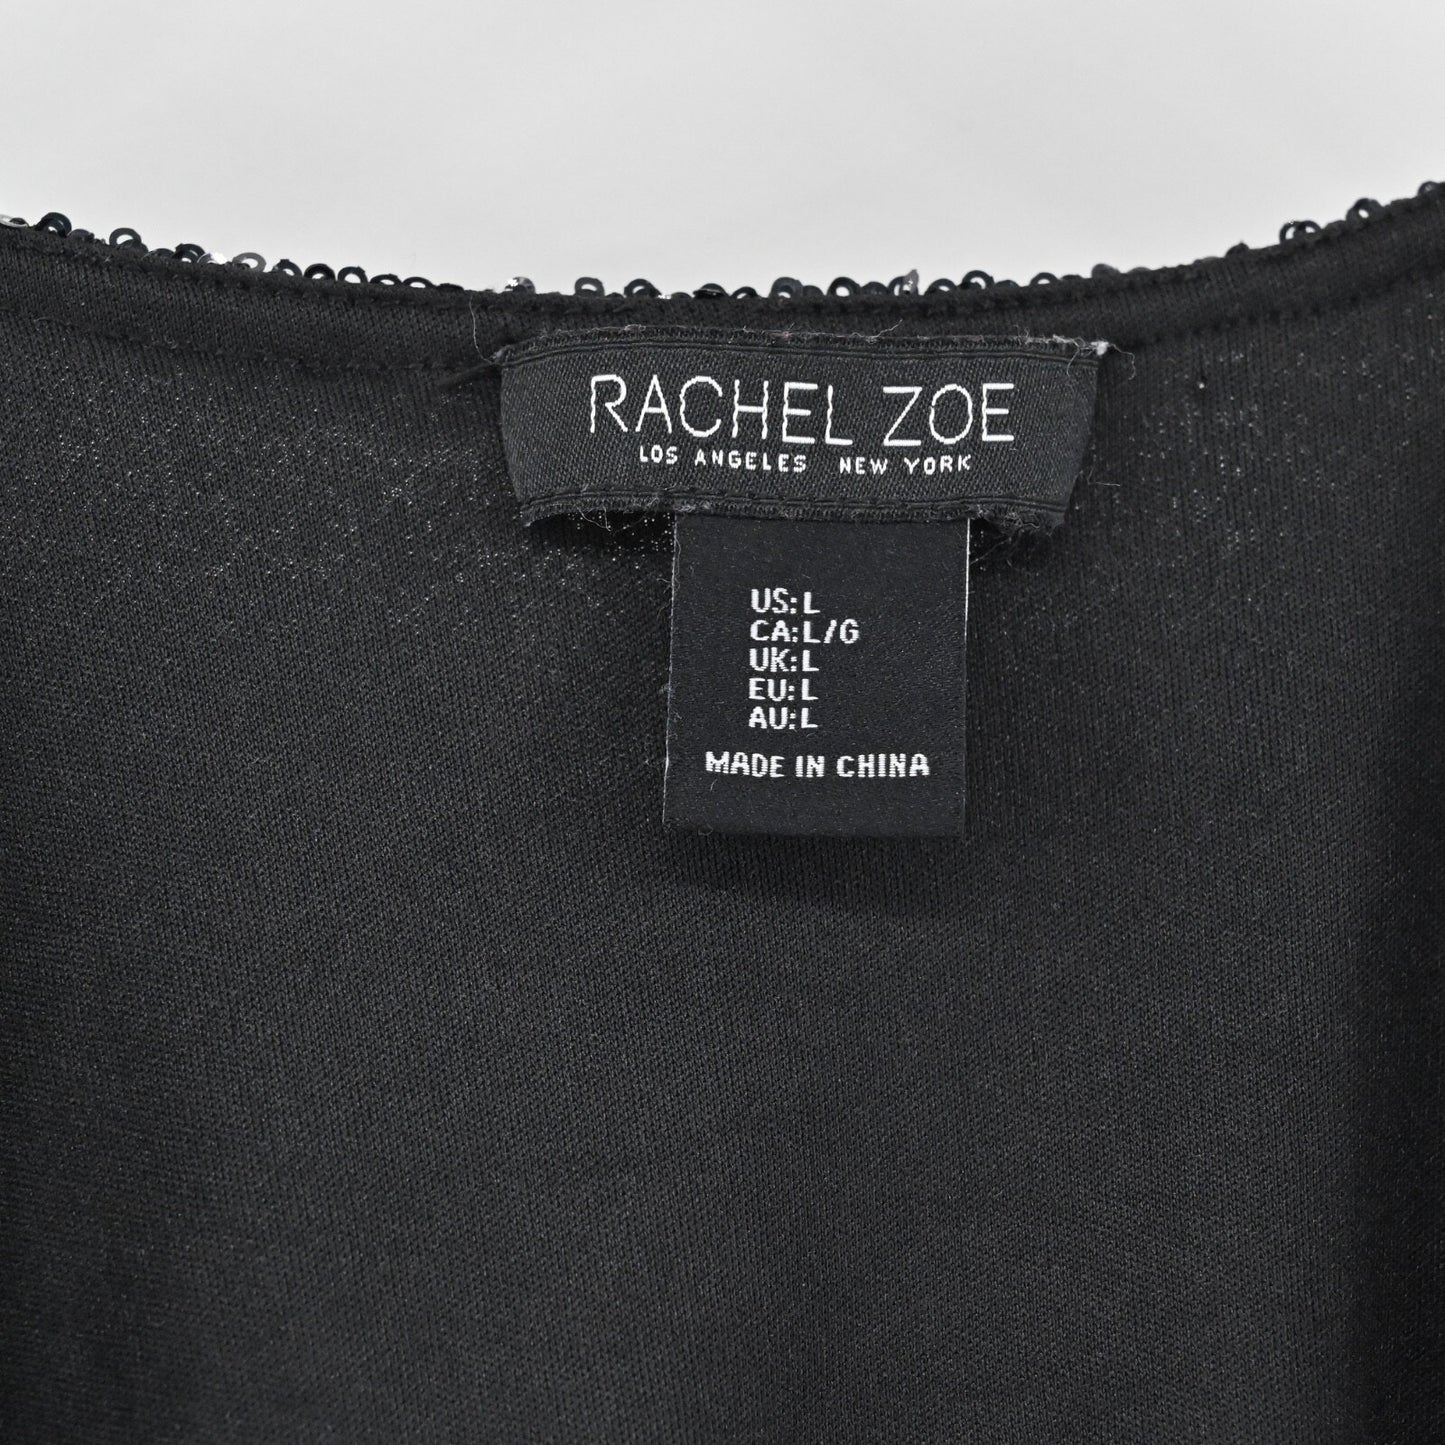 RACHEL ZOE
LOS ANGELES NEW YORK
US: L
CA: L/G
UK: L
EU: L
AU: L
MADE IN CHINA